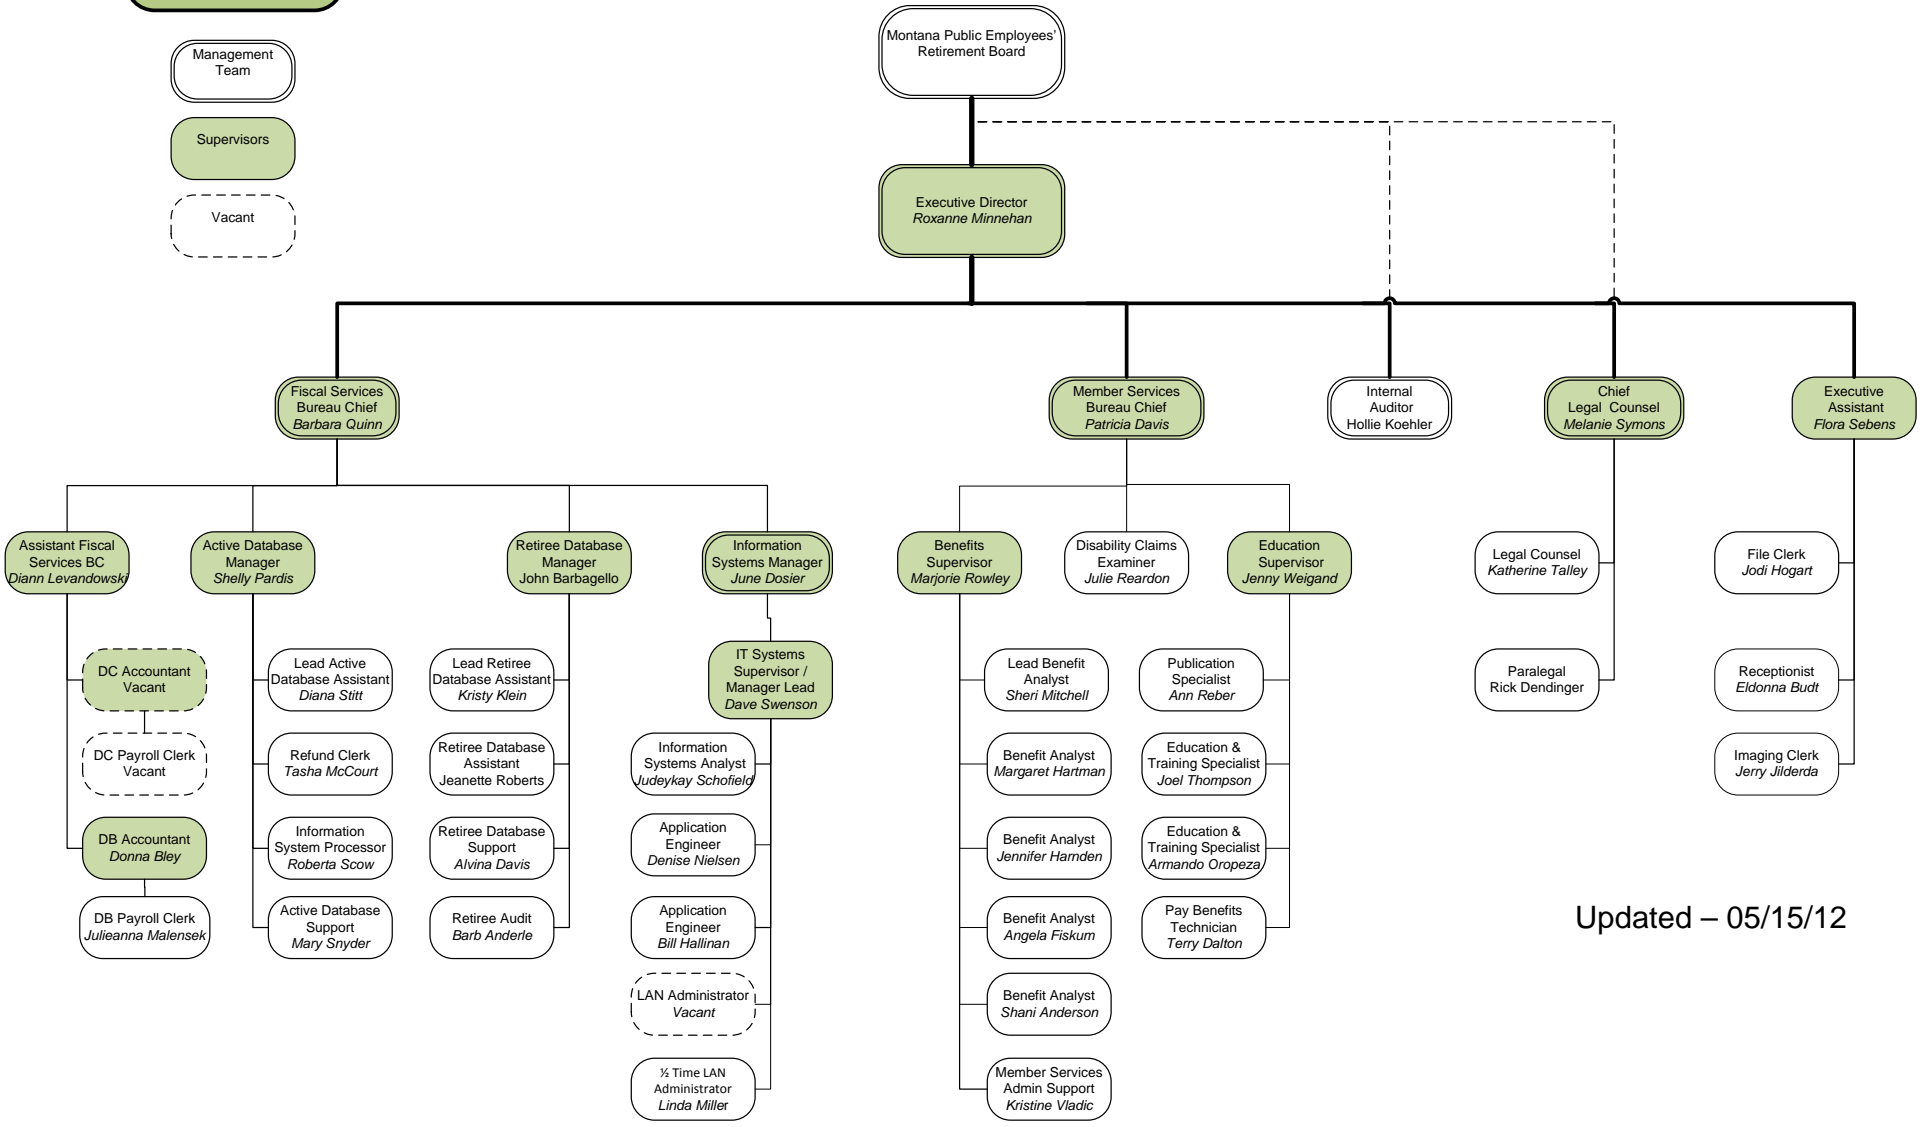 Management
Team
Supervisors
Vacant
Montana Public Employees'
Retirement Board
Executive Director
Roxanne Minnehan
Fiscal Services
Bureau Chief
Barbara Quinn
Member Services
Bureau Chief
Patricia Davis
Internal
Auditor
Hollie Koehler
Chief
Legal Counsel
Melanie Symons
Executive
Assistant
Flora Sebens
Assistant Fiscal
Services BC
Diann Levandowski
Active Database
Manager
Shelly Pardis
Retiree Database
Manager
John Barbagello
Information
Systems Manager
June Dosier
Benefits
Supervisor
Marjorie Rowley
Disability Claims
Examiner
Julie Reardon
Education
Supervisor
Jenny Weigand
Legal Counsel
Katherine Talley
File Clerk
Jodi Hogart
DC Accountant
Vacant
DC Payroll Clerk
Vacant
DB Accountant
Donna Bley
DB Payroll Clerk
Julieanna Malensek
Lead Active
Database Assistant
Diana Stitt
Refund Clerk
Tasha McCourt
Information
System Processor
Roberta Scow
Active Database
Support
Mary Snyder
Lead Retiree
Database Assistant
Kristy Klein
Retiree Database
Assistant
Jeanette Roberts
Retiree Database
Support
Alvina Davis
Retiree Audit
Barb Anderle
IT Systems
Supervisor /
Manager Lead
Dave Swenson
Information
Systems Analyst
Judeykay Schofield
Application
Engineer
Denise Nielsen
Application
Engineer
Bill Hallinan
LAN Administrator
Vacant
½ Time LAN
Administrator
Linda Miller
Lead Benefit
Analyst
Sheri Mitchell
Benefit Analyst
Margaret Hartman
Benefit Analyst
Jennifer Harnden
Benefit Analyst
Angela Fiskum
Benefit Analyst
Shani Anderson
Member Services
Admin Support
Kristine Vladic
Publication
Specialist
Ann Reber
Education &
Training Specialist
Joel Thompson
Education &
Training Specialist
Armando Oropeza
Pay Benefits
Technician
Terry Dalton
Paralegal
Rick Dendinger
Receptionist
Eldonna Budt
Imaging Clerk
Jerry Jilderda
Updated – 05/15/12